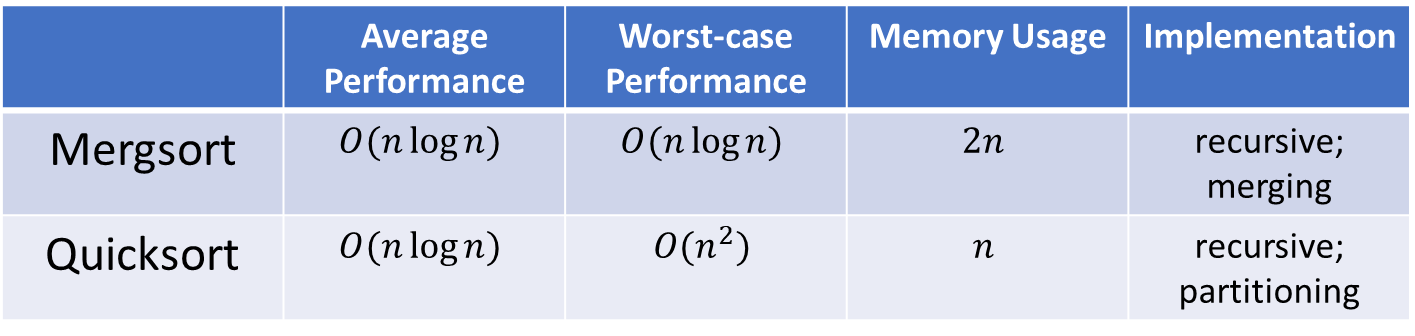 Average Performance
Worst-case Performance
Memory Usage
Implementation
Mergsort
O(n log n)
O(n log n)
2n
recursive;
merging
Quicksort
O(n log n)
O(n²)
n
recursive;
partitioning